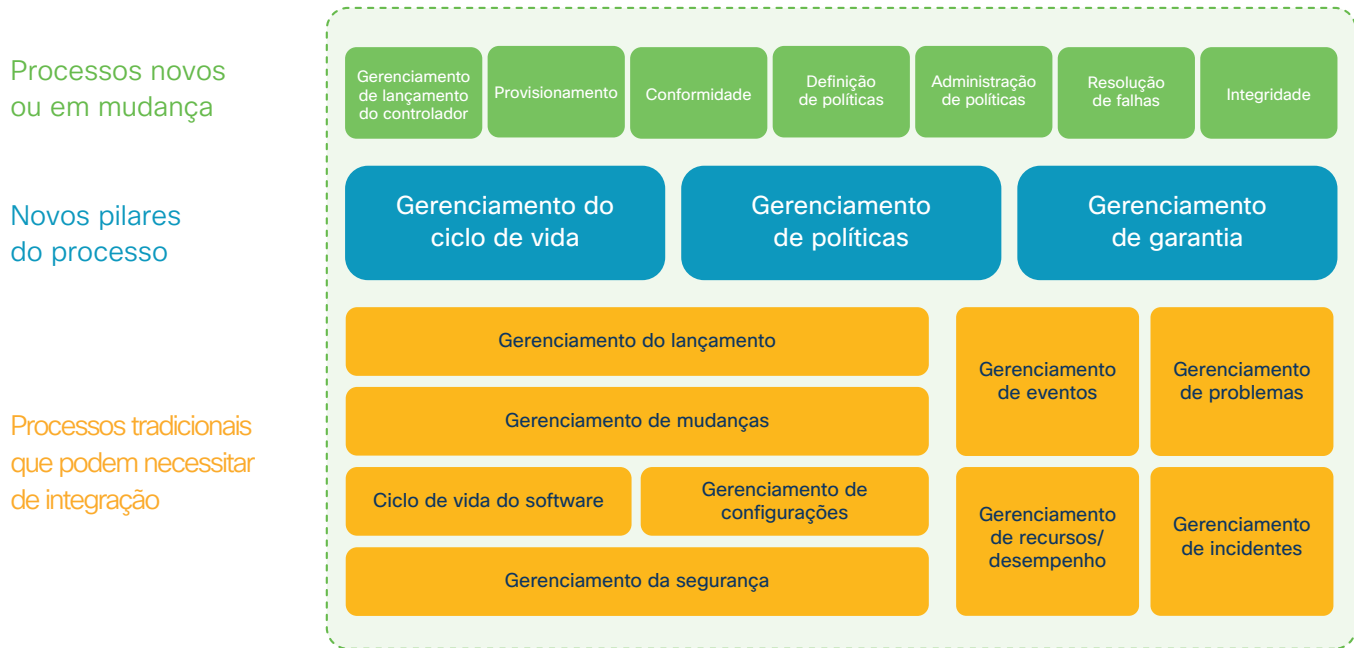 Processos novos
ou em mudança
Gerenciamento
de lançamento
do controlador
Provisionamento
Conformidade
Definição
de políticas
Administração
de políticas
Resolução
de falhas
Integridade
Novos pilares
do processo
Gerenciamento do
ciclo de vida
Gerenciamento
de políticas
Gerenciamento
de garantia
Processos tradicionais
que podem necessitar
de integração
Gerenciamento do lançamento
Gerenciamento de mudanças
Ciclo de vida do software
Gerenciamento de
configurações
Gerenciamento da segurança
Gerenciamento
de eventos
Gerenciamento
de problemas
Gerenciamento
de recursos/
desempenho
Gerenciamento
de incidentes